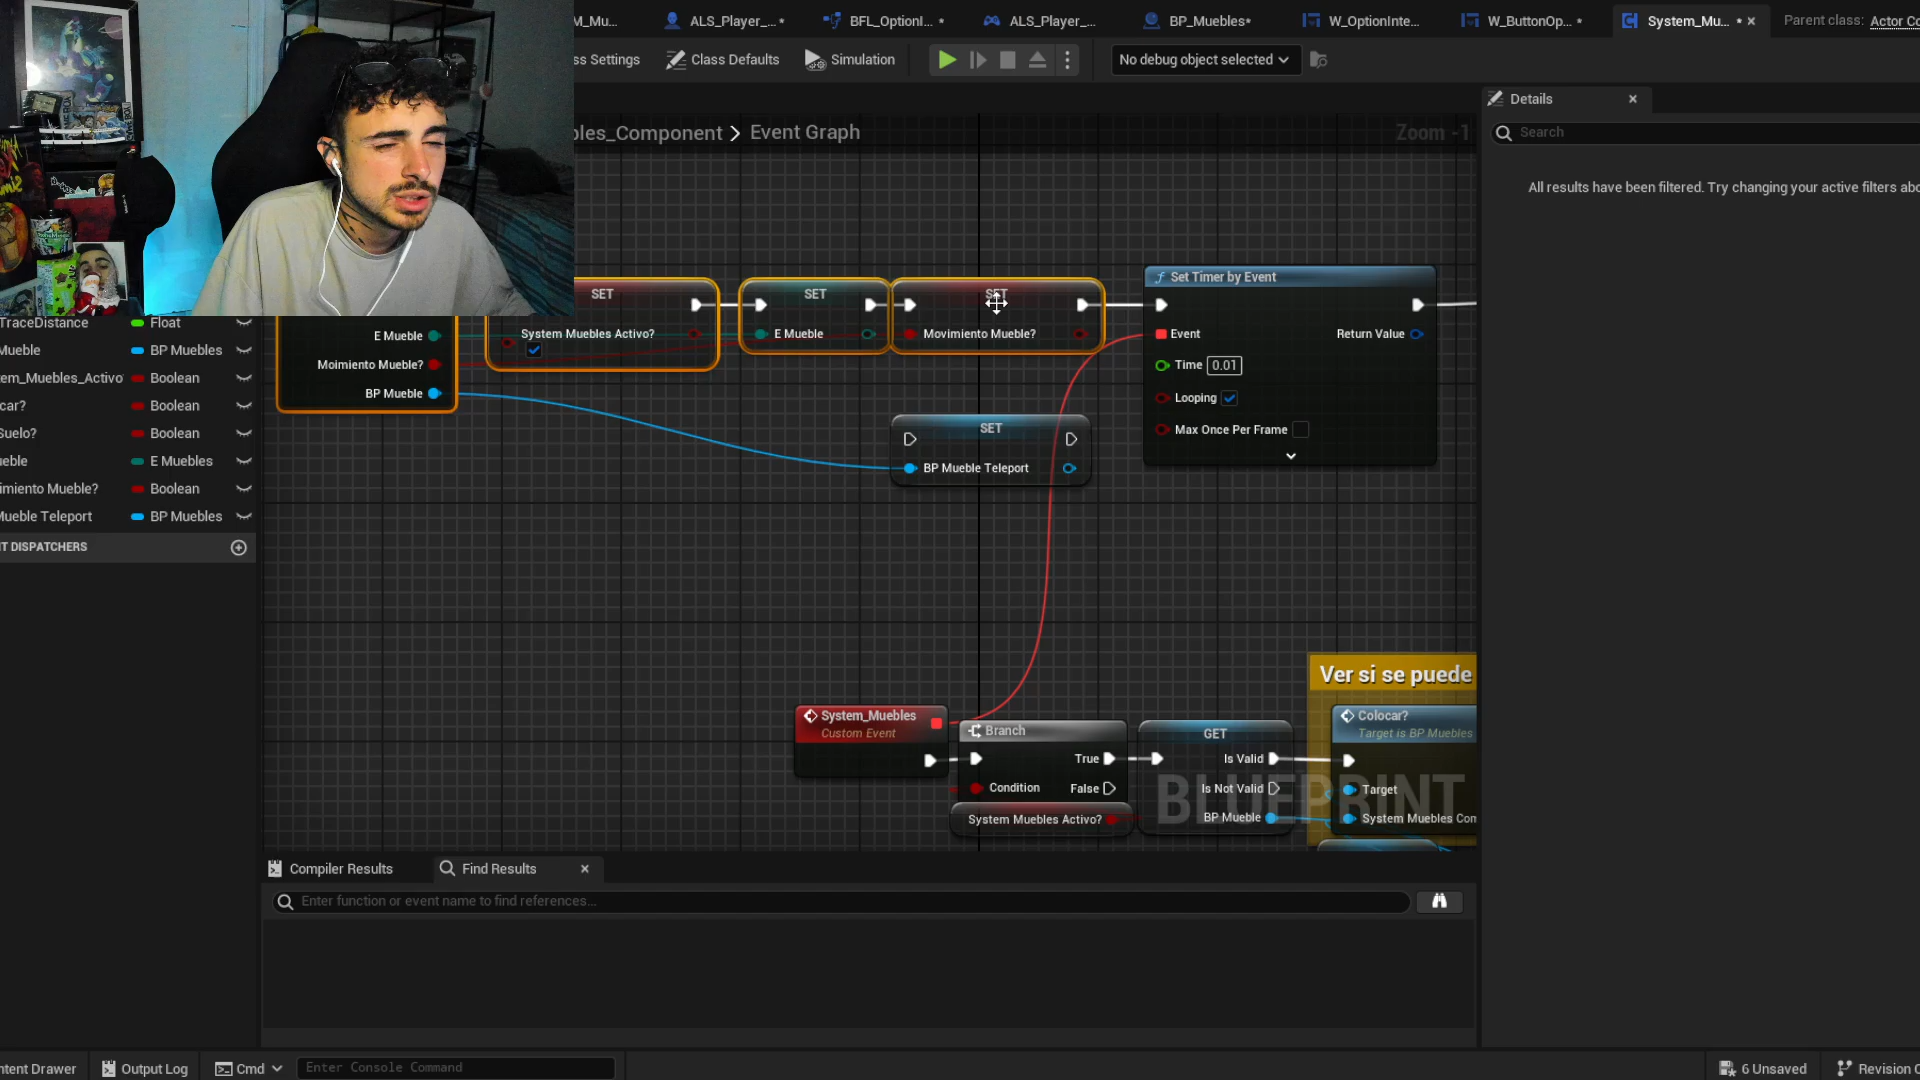 M_Mu...
ALS_Player_...*
BFL_OptionI... *
ALS_Player_...
BP_Muebles*
W_OptionInte...
W_ButtonOp... *
System_Mu... *
Parent class: Actor Co
ss Settings
Class Defaults
Simulation
No debug object selected
bles_Component > Event Graph
Zoom -1
Details
Search
All results have been filtered. Try changing your active filters abo
SET
System Muebles Activo?
SET
E Mueble
SET
Movimiento Mueble?
Set Timer by Event
Event
Return Value
Time 0.01
Looping
Max Once Per Frame
E Mueble
Moimiento Mueble?
BP Mueble
SET
BP Mueble Teleport
TraceDistance Float
Mueble BP Muebles
tem_Muebles_Activo Boolean
car? Boolean
Suelo? Boolean
ueble E Muebles
imiento Mueble? Boolean
Mueble Teleport BP Muebles
NT DISPATCHERS
System_Muebles
Custom Event
Branch
True
Condition
False
System Muebles Activo?
GET
Is Valid
Is Not Valid
BP Mueble
Ver si se puede
Colocar?
Target is BP Muebles
Target
System Muebles Com
BLUEPRINT
Compiler Results
Find Results
Enter function or event name to find references...
ntent Drawer
Output Log
Cmd
Enter Console Command
6 Unsaved
Revision C